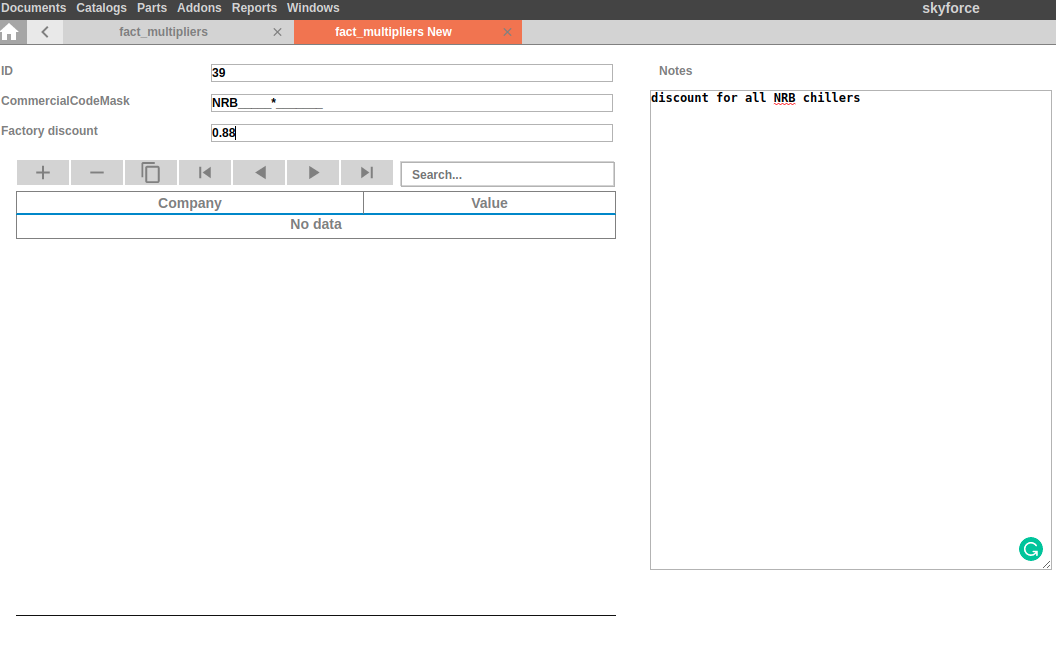 Documents Catalogs Parts Addons Reports Windows skyforce
fact_multipliers fact_multipliers New
ID 39
CommercialCodeMask NRB_____*_______
Factory discount 0.88
Search...
Company Value
No data
Notes
discount for all NRB chillers